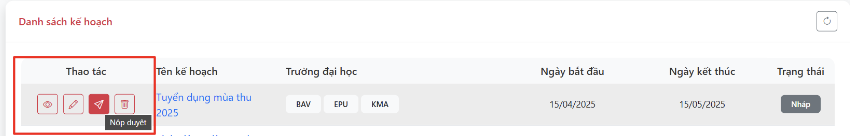 Danh sách kế hoạch
Thao tác Tên kế hoạch Trường đại học Ngày bắt đầu Ngày kết thúc Trạng thái
Tuyển dụng mùa thu
2025
BAV EPU KMA 15/04/2025 15/05/2025 Nháp
Nộp duyệt